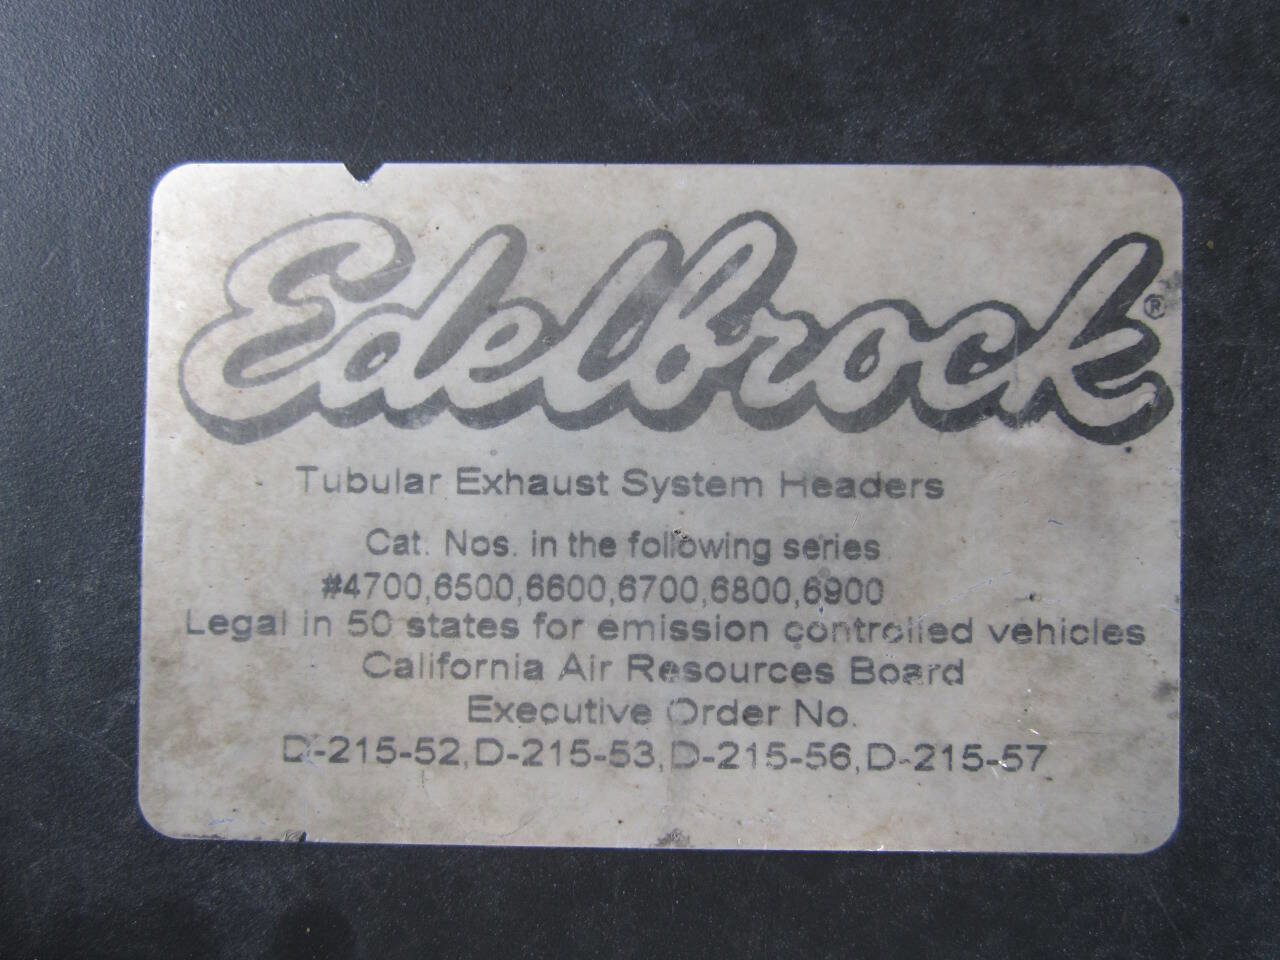 Edelbrock®
Tubular Exhaust System Headers
Cat. Nos. in the following series
#4700,6500,6600,6700,6800,6900
Legal in 50 states for emission controlled vehicles
California Air Resources Board
Executive Order No.
D-215-52,D-215-53,D-215-56,D-215-57